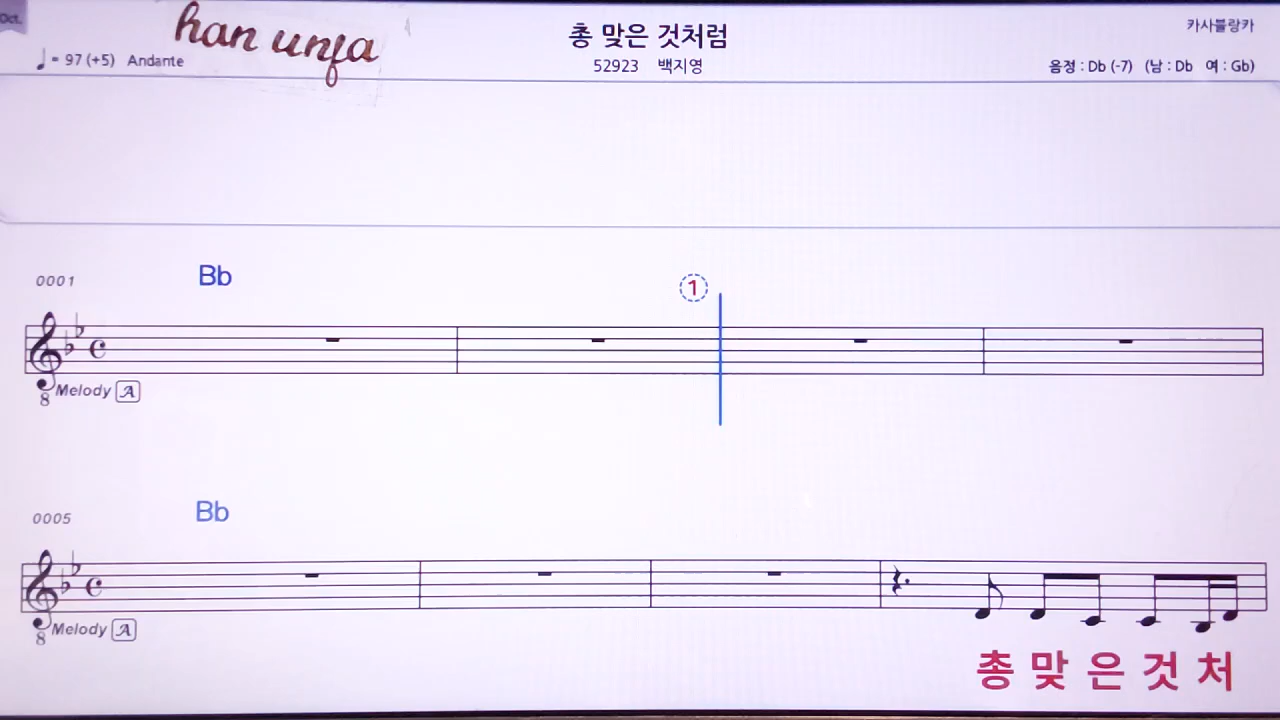 Oct.
han unfa
총 맞은 것처럼
카사블랑카
♩= 97 (+5) Andante
52923 백지영
음정 : Db (-7) (남 : Db 여 : Gb)
0001 Bb
1
8 Melody A
0005 Bb
8 Melody A
총 맞 은 것 처